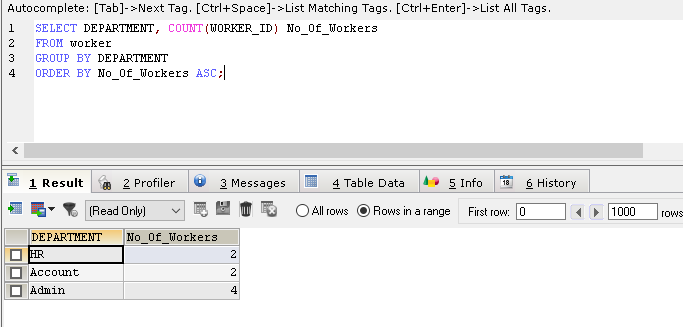 Autocomplete: [Tab]->Next Tag. [Ctrl+Space]->List Matching Tags. [Ctrl+Enter]->List All Tags.
1 SELECT DEPARTMENT, COUNT(WORKER_ID) No_Of_Workers
2 FROM worker
3 GROUP BY DEPARTMENT
4 ORDER BY No_Of_Workers ASC;
1 Result 2 Profiler 3 Messages 4 Table Data 5 Info 18 6 History
(Read Only) All rows Rows in a range First row: 0 1000 rows
DEPARTMENT No_Of_Workers
HR 2
Account 2
Admin 4